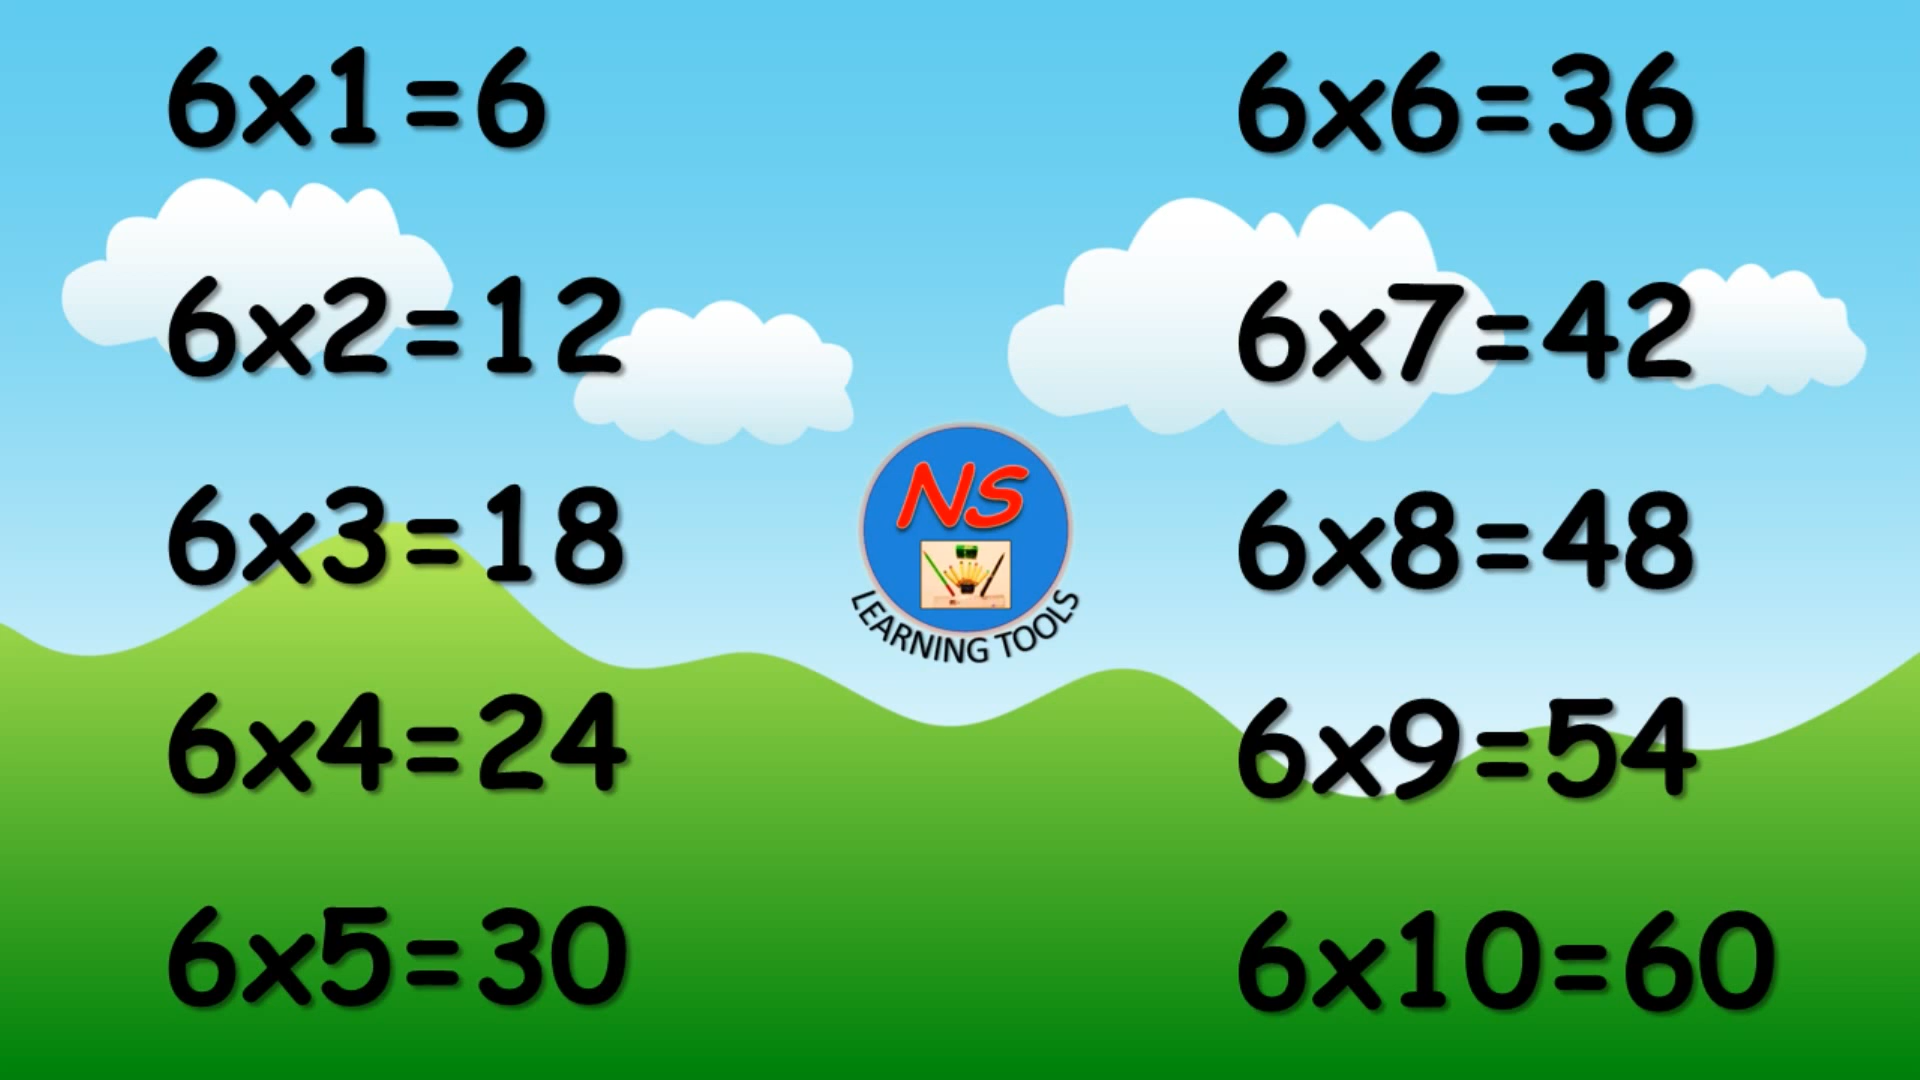 6x1=6
6x2=12
6x3=18
6x4=24
6x5=30
NS
LEARNING TOOLS
6x6=36
6x7=42
6x8=48
6x9=54
6x10=60